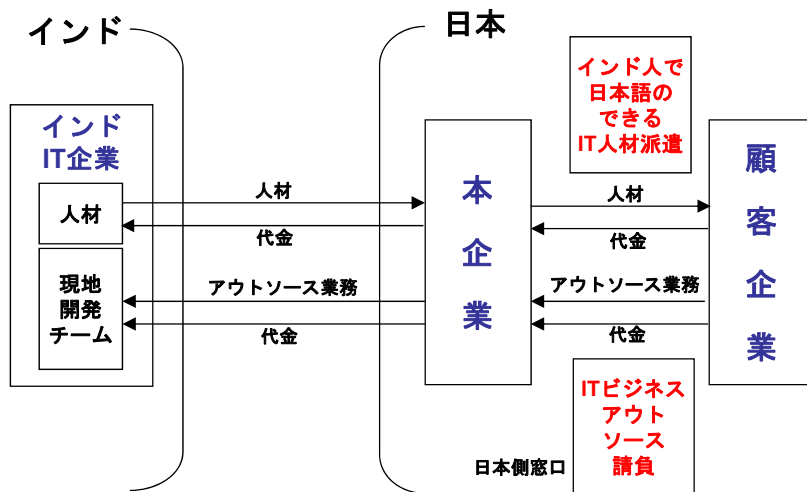 インド
日本
インド
IT企業
人材
現地
開発
チーム
人材
代金
アウトソース業務
代金
本
企
業
インド人で
日本語の
できる
IT人材派遣
人材
代金
アウトソース業務
代金
顧
客
企
業
ITビジネス
アウト
ソース
請負
日本側窓口